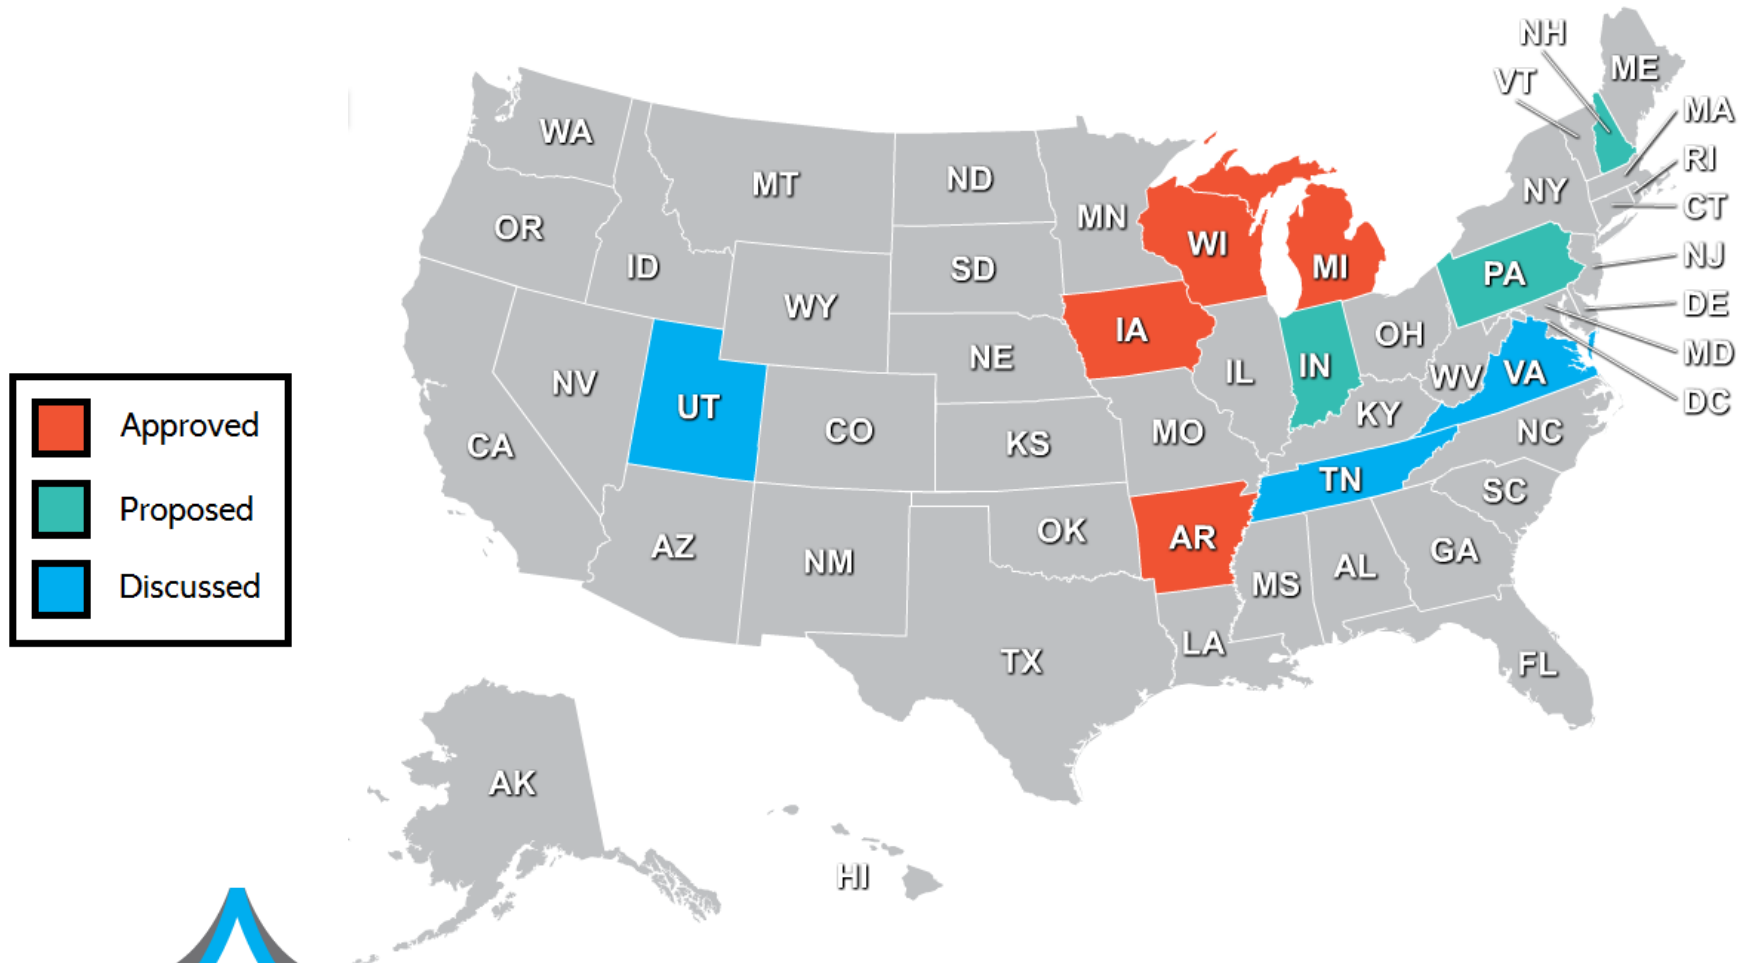 NH
ME
VT
MA
WA
RI
MT
ND
NY
MN
CT
OR
WI
NJ
ID
SD
MI
PA
WY
DE
IA
OH
MD
NE
IL
IN
WV
VA
NV
UT
DC
Approved
CO
KY
CA
KS
MO
NC
TN
SC
Proposed
OK
AR
AZ
NM
GA
AL
MS
Discussed
LA
TX
FL
AK
HI